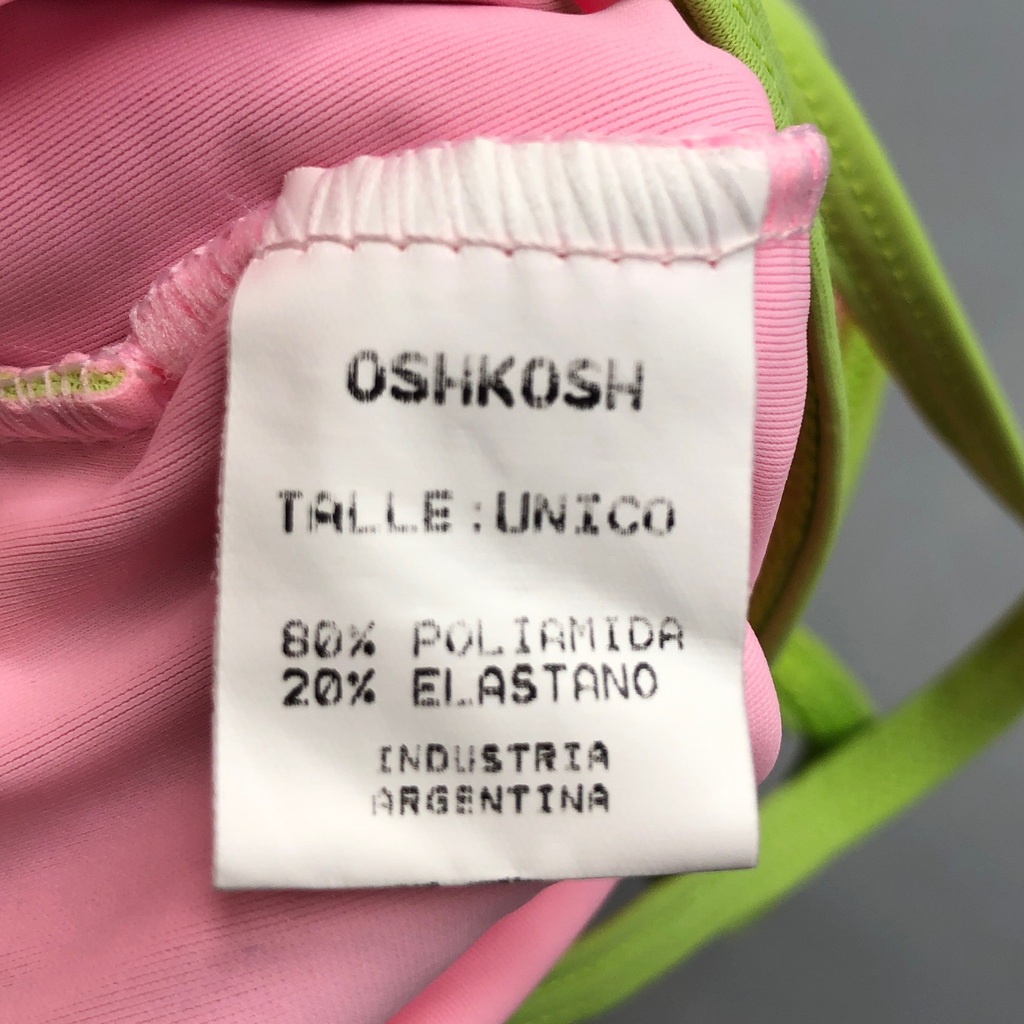 OSHKOSH
TALLE:UNICO
80% POLIAMIDA
20% ELASTANO
INDUSTRIA
ARGENTINA